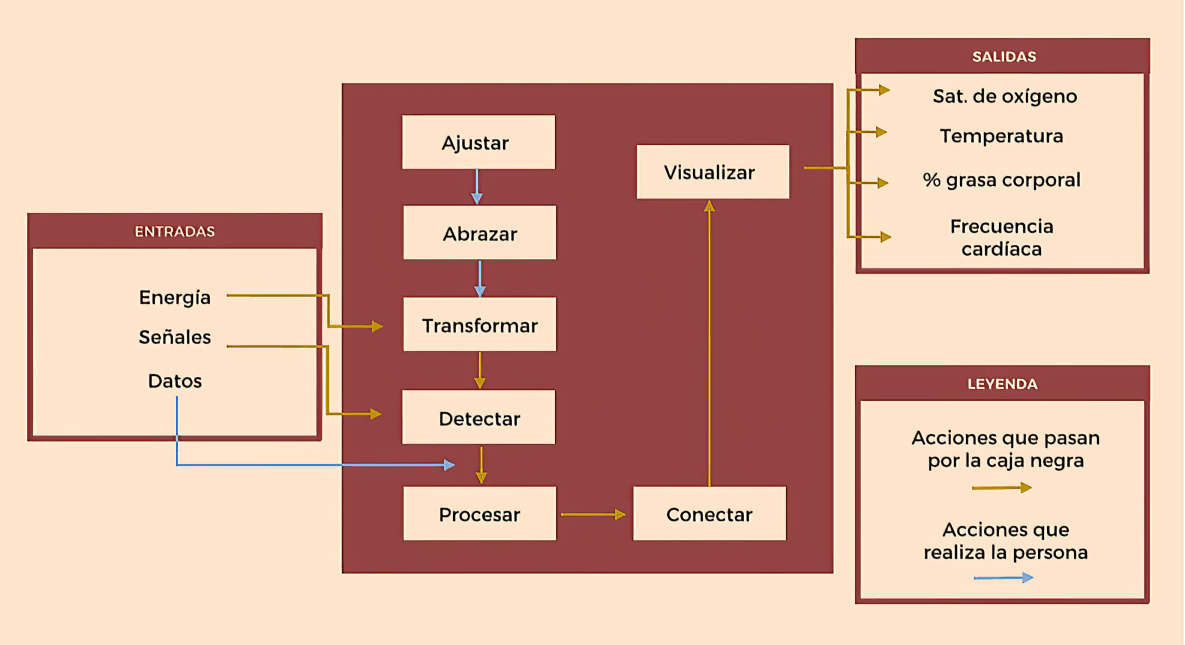 ENTRADAS
Energía
Señales
Datos
Ajustar
Abrazar
Transformar
Detectar
Procesar
Conectar
Visualizar
SALIDAS
Sat. de oxígeno
Temperatura
% grasa corporal
Frecuencia
cardíaca
LEYENDA
Acciones que pasan
por la caja negra
Acciones que
realiza la persona